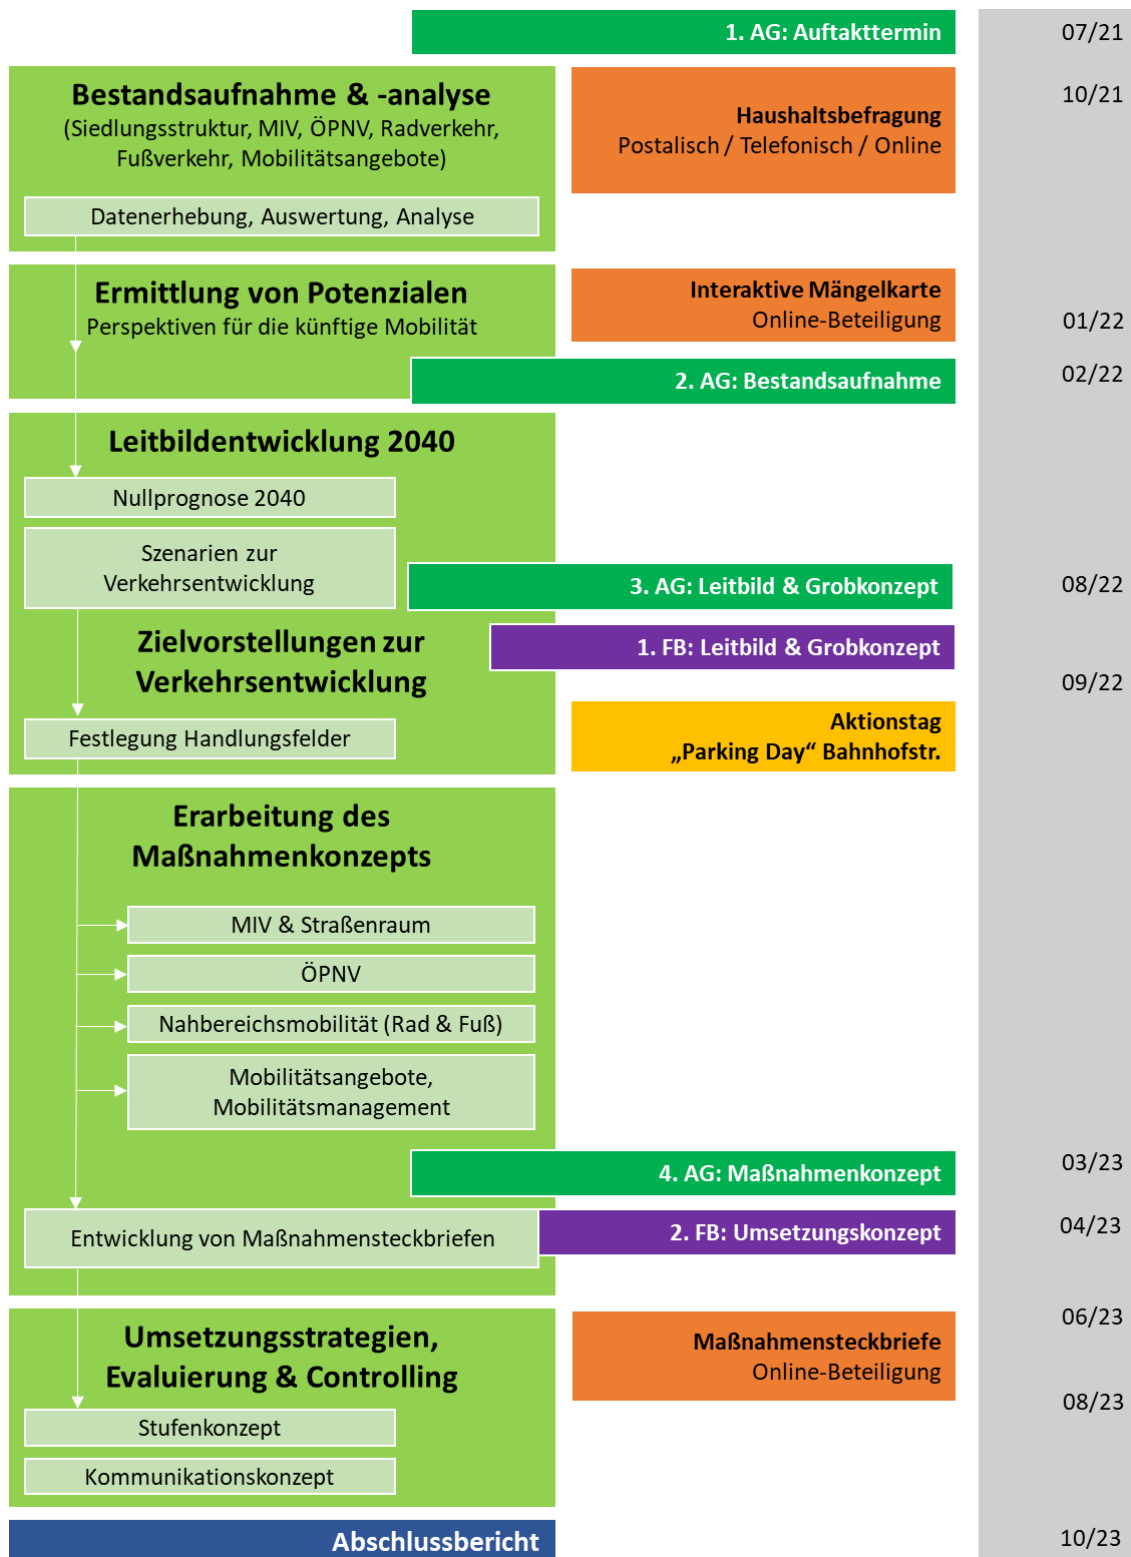 1. AG: Auftakttermin
07/21
Bestandsaufnahme & -analyse
(Siedlungsstruktur, MIV, ÖPNV, Radverkehr,
Fußverkehr, Mobilitätsangebote)
Datenerhebung, Auswertung, Analyse
Haushaltsbefragung
Postalisch / Telefonisch / Online
10/21
Ermittlung von Potenzialen
Perspektiven für die künftige Mobilität
Interaktive Mängelkarte
Online-Beteiligung
01/22
2. AG: Bestandsaufnahme
02/22
Leitbildentwicklung 2040
Nullprognose 2040
Szenarien zur
Verkehrsentwicklung
3. AG: Leitbild & Grobkonzept
08/22
Zielvorstellungen zur
Verkehrsentwicklung
1. FB: Leitbild & Grobkonzept
09/22
Festlegung Handlungsfelder
Aktionstag
„Parking Day“ Bahnhofstr.
Erarbeitung des
Maßnahmenkonzepts
MIV & Straßenraum
ÖPNV
Nahbereichsmobilität (Rad & Fuß)
Mobilitätsangebote,
Mobilitätsmanagement
4. AG: Maßnahmenkonzept
03/23
Entwicklung von Maßnahmensteckbriefen
2. FB: Umsetzungskonzept
04/23
Umsetzungsstrategien,
Evaluierung & Controlling
Maßnahmensteckbriefe
Online-Beteiligung
06/23
08/23
Stufenkonzept
Kommunikationskonzept
Abschlussbericht
10/23